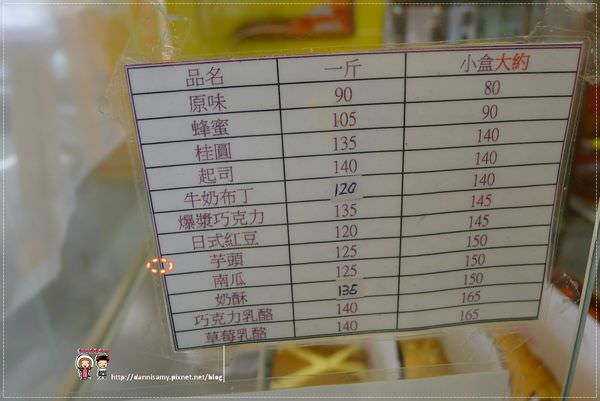 品名 一斤 小盒大約
原味 90 80
蜂蜜 105 90
桂圓 135 140
起司 140 140
牛奶布丁 120 140
爆漿巧克力 135 145
日式紅豆 120 145
芋頭 125 150
南瓜 125 150
奶酥 135 150
巧克力乳酪 140 165
草莓乳酪 140 165
http://dannisamy.pixnet.net/blog